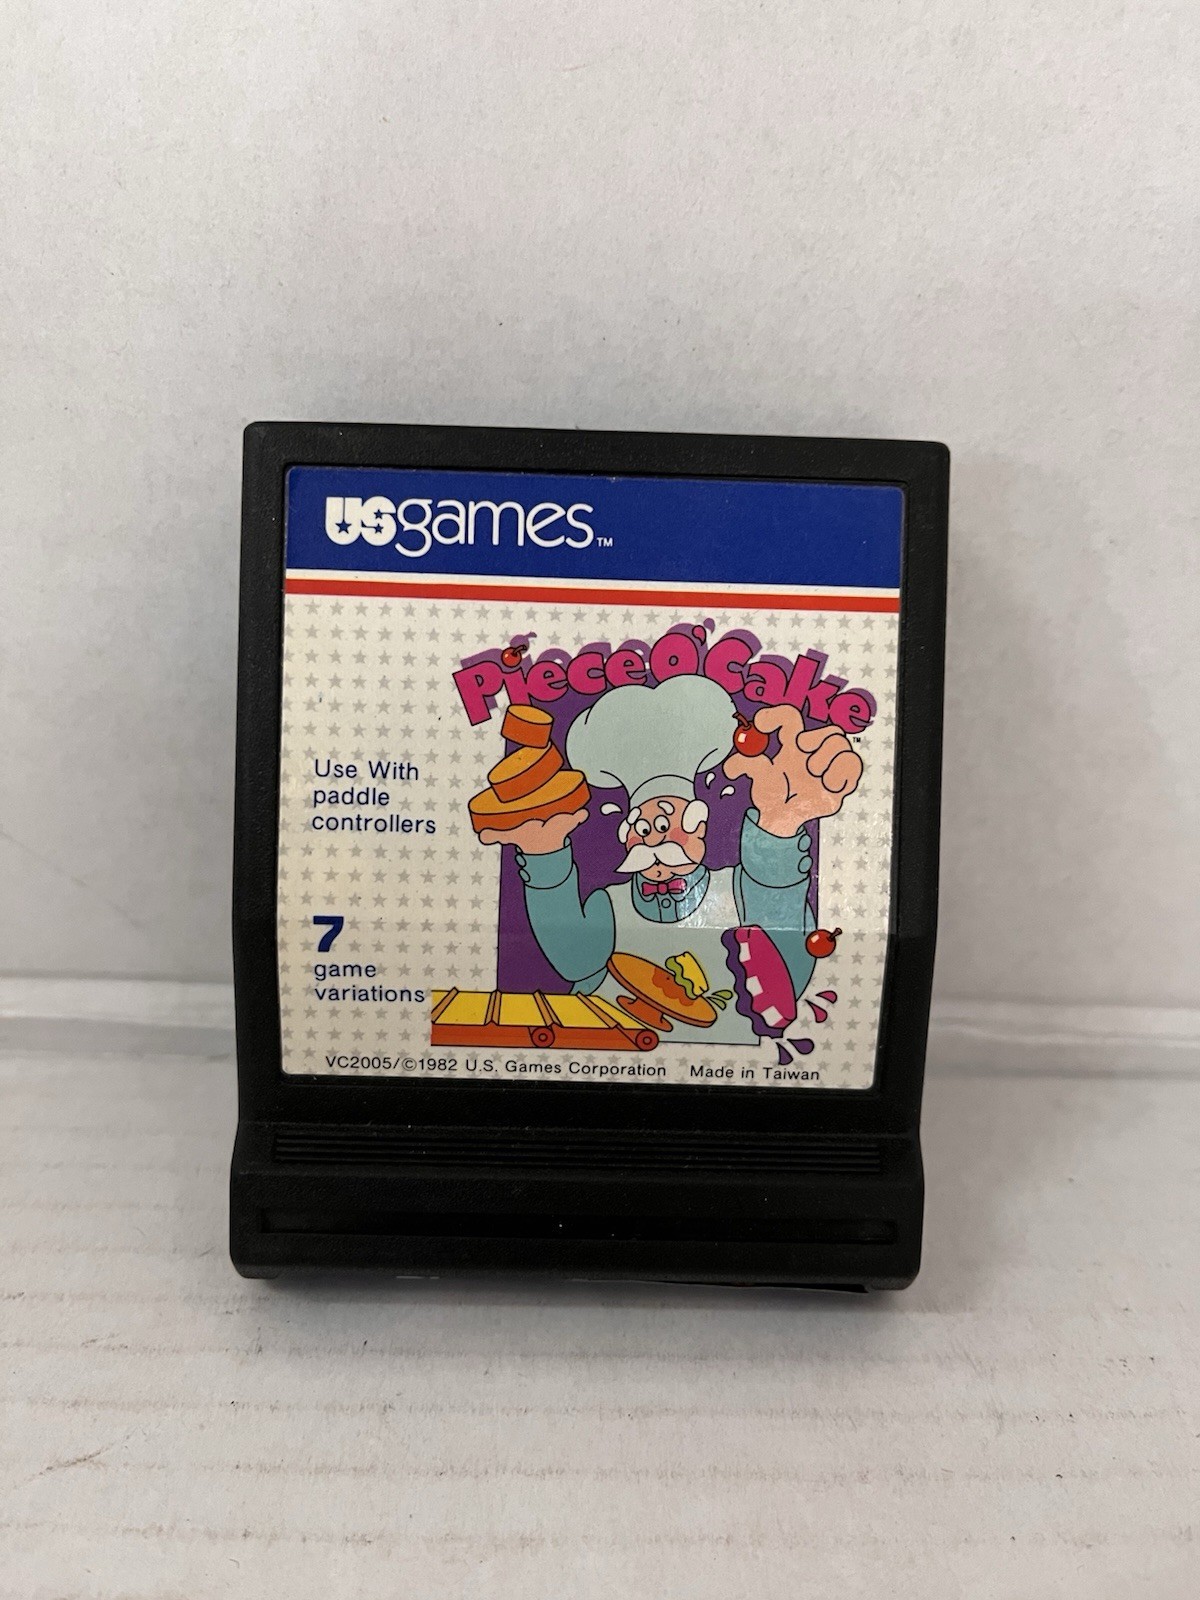 USgames™
Piece O' Cake™
Use With
paddle
controllers
7
game
variations
VC2005/©1982 U.S. Games Corporation Made in Taiwan